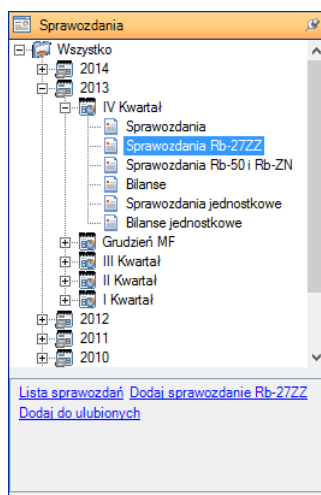 Sprawozdania
Wszystko
2014
2013
IV Kwartał
Sprawozdania
Sprawozdania Rb-27ZZ
Sprawozdania Rb-50 i Rb-ZN
Bilanse
Sprawozdania jednostkowe
Bilanse jednostkowe
Grudzień MF
III Kwartał
II Kwartał
I Kwartał
2012
2011
2010
Lista sprawozdań Dodaj sprawozdanie Rb-27ZZ
Dodaj do ulubionych